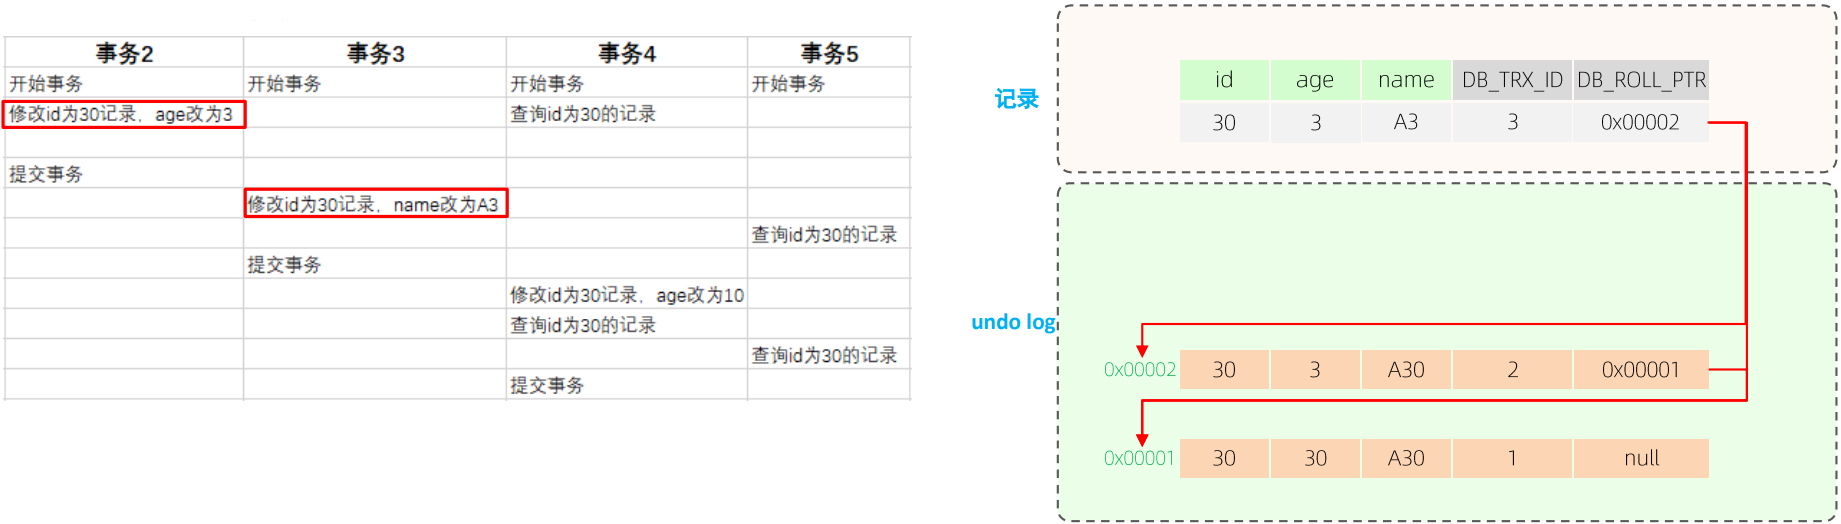 事务2 事务3 事务4 事务5
开始事务 开始事务 开始事务 开始事务
修改id为30记录，age改为3 查询id为30的记录
提交事务
修改id为30记录，name改为A3
查询id为30的记录
提交事务
修改id为30记录，age改为10
查询id为30的记录
查询id为30的记录
提交事务
记录
id age name DB_TRX_ID DB_ROLL_PTR
30 3 A3 3 0x00002
undo log
0x00002 30 3 A30 2 0x00001
0x00001 30 30 A30 1 null